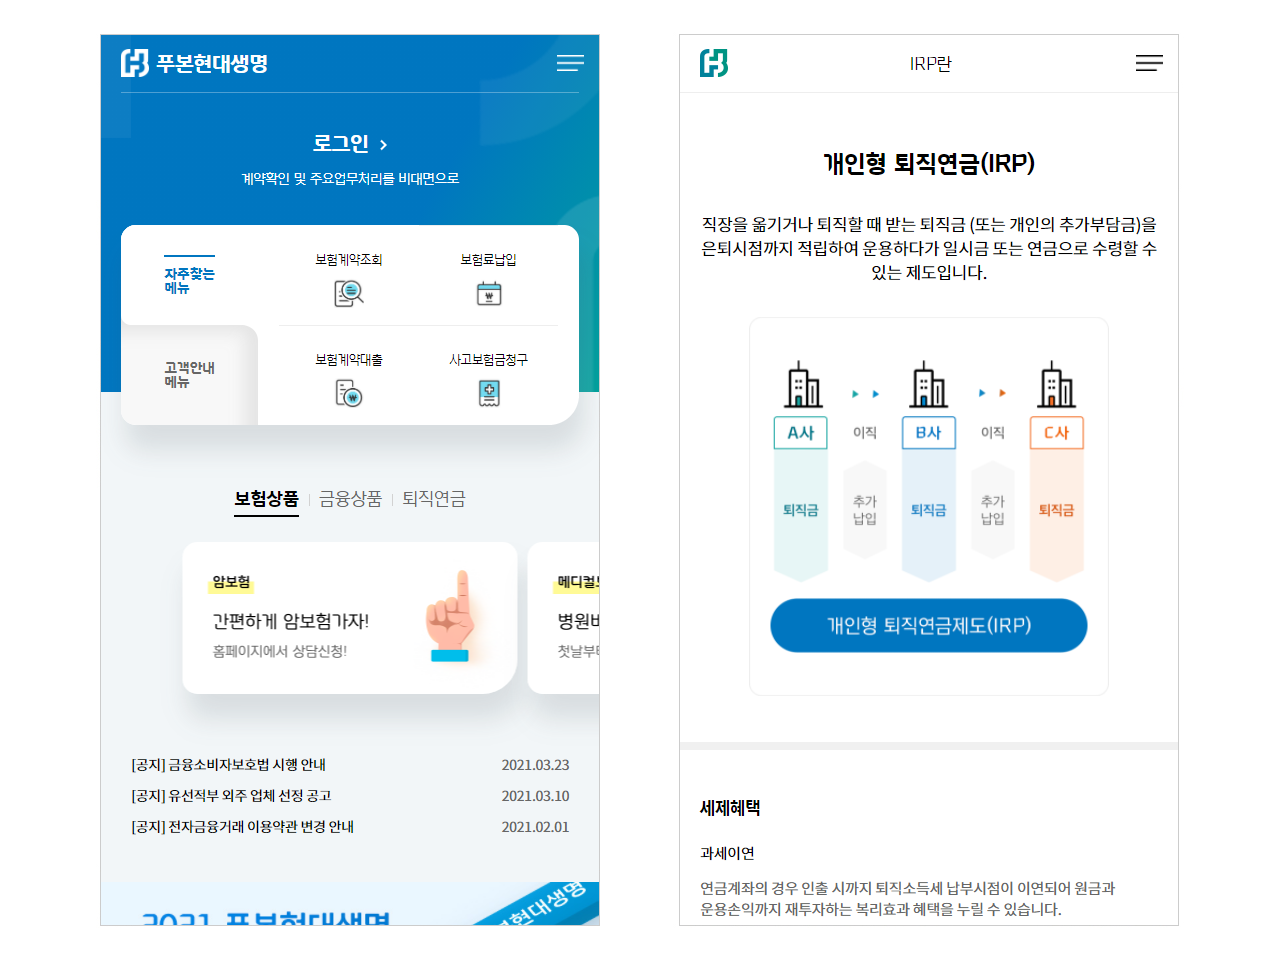 푸본현대생명
로그인 >
계약확인 및 주요업무처리를 비대면으로
자주찾는
메뉴
보험계약조회
보험료납입
고객안내
메뉴
보험계약대출
사고보험금청구
보험상품
금융상품
퇴직연금
암보험
간편하게 암보험가자!
홈페이지에서 상담신청!
메디컬
병원비
첫날부터
[공지] 금융소비자보호법 시행 안내
2021.03.23
[공지] 유선적부 외주 업체 선정 공고
2021.03.10
[공지] 전자금융거래 이용약관 변경 안내
2021.02.01
2021 푸본현대생명
본현대생명
IRP란
개인형 퇴직연금(IRP)
직장을 옮기거나 퇴직할 때 받는 퇴직금 (또는 개인의 추가부담금)을
은퇴시점까지 적립하여 운용하다가 일시금 또는 연금으로 수령할 수
있는 제도입니다.
A사
이직
B사
이직
C사
퇴직금
추가
납입
퇴직금
추가
납입
퇴직금
개인형 퇴직연금제도(IRP)
세제혜택
과세이연
연금계좌의 경우 인출 시까지 퇴직소득세 납부시점이 이연되어 원금과
운용손익까지 재투자하는 복리효과 혜택을 누릴 수 있습니다.